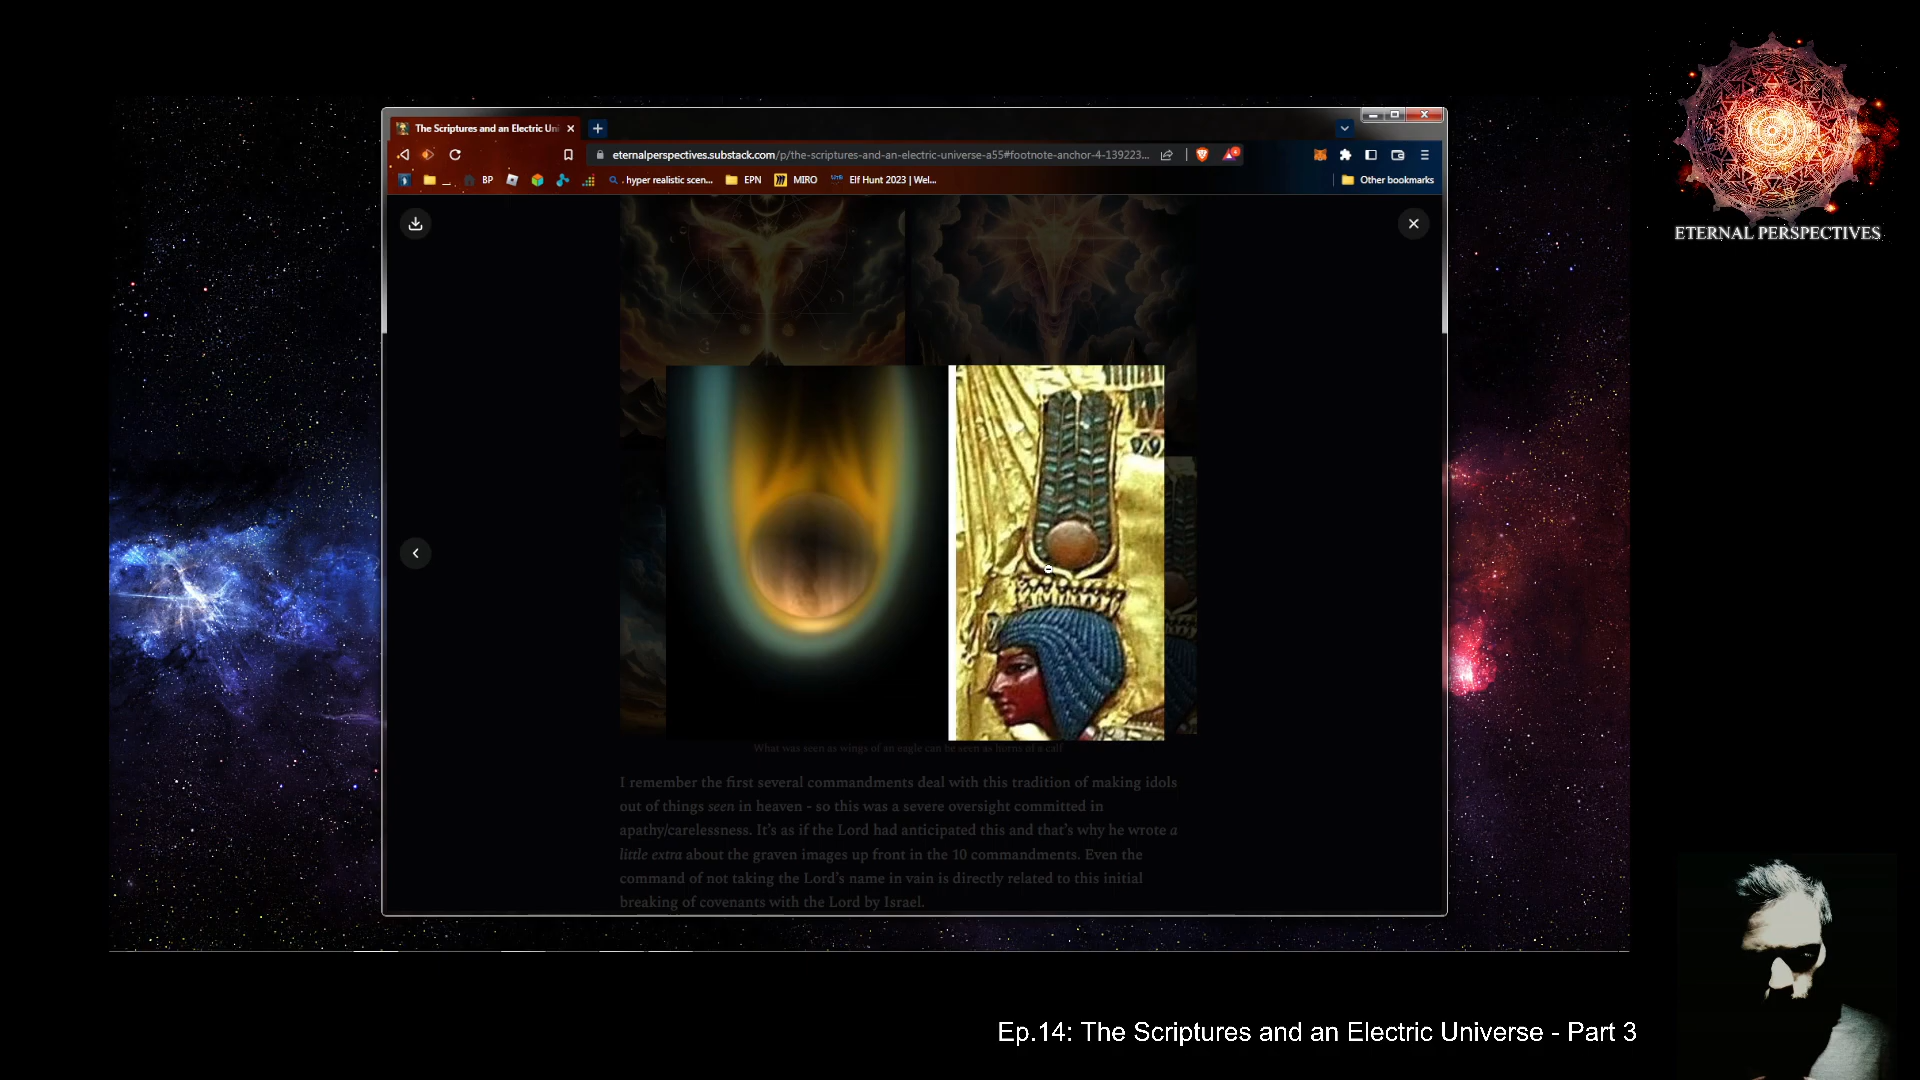 The Scriptures and an Electric Uni
eternalperspectives.substack.com/p/the-scriptures-and-an-electric-universe-a55#footnote-anchor-4-139223...
BP
. hyper realistic scen...
EPN
MIRO
Elf Hunt 2023 | Wel...
Other bookmarks
ETERNAL PERSPECTIVES
What was seen as wings of an eagle can be seen as horns of a calf
I remember the first several commandments deal with this tradition of making idols
out of things seen in heaven - so this was a severe oversight committed in
apathy/carelessness. It's as if the Lord had anticipated this and that's why he wrote a
little extra about the graven images up front in the 10 commandments. Even the
command of not taking the Lord's name in vain is directly related to this initial
breaking of covenants with the Lord by Israel.
Ep.14: The Scriptures and an Electric Universe - Part 3